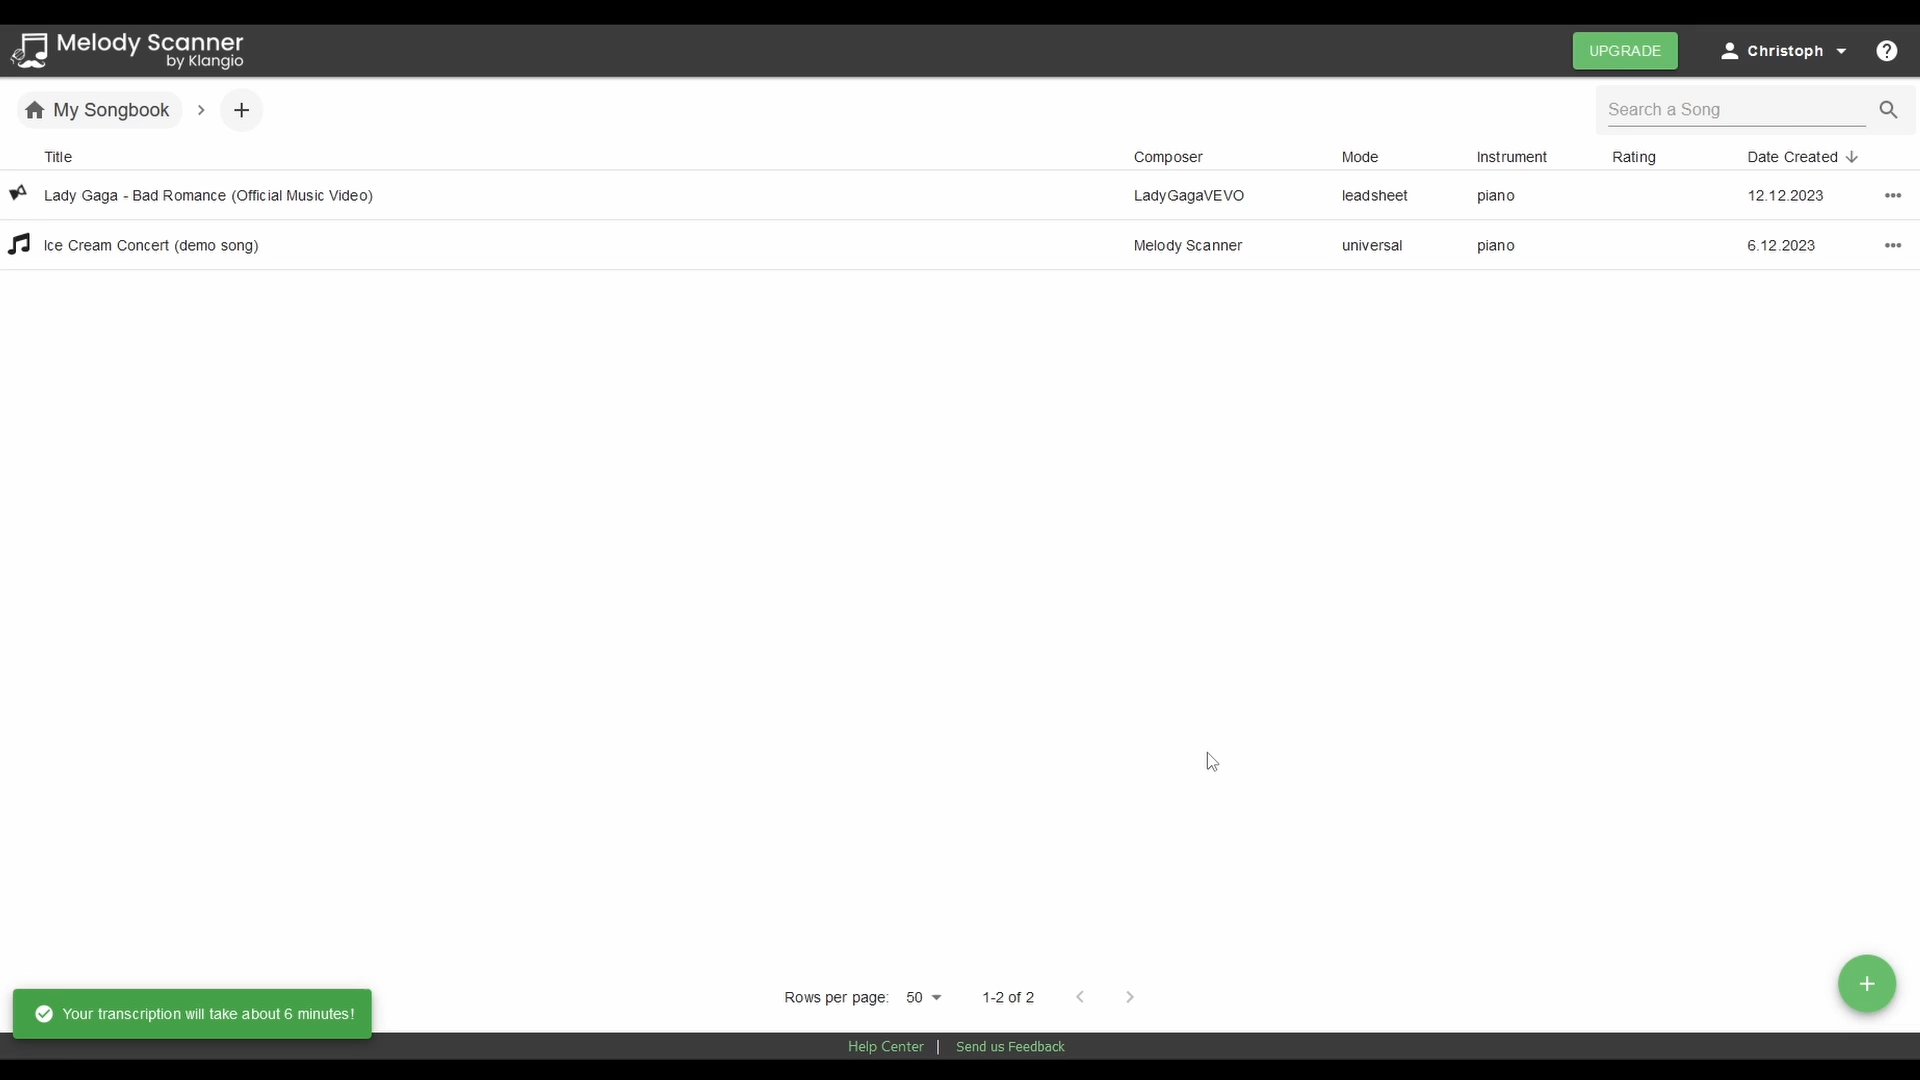 Melody Scanner
by Klangio
UPGRADE
Christoph
My Songbook
Search a Song
Title Composer Mode Instrument Rating Date Created
Lady Gaga - Bad Romance (Official Music Video) LadyGagaVEVO leadsheet piano 12.12.2023
Ice Cream Concert (demo song) Melody Scanner universal piano 6.12.2023
Rows per page: 50 1-2 of 2
Your transcription will take about 6 minutes!
Help Center | Send us Feedback